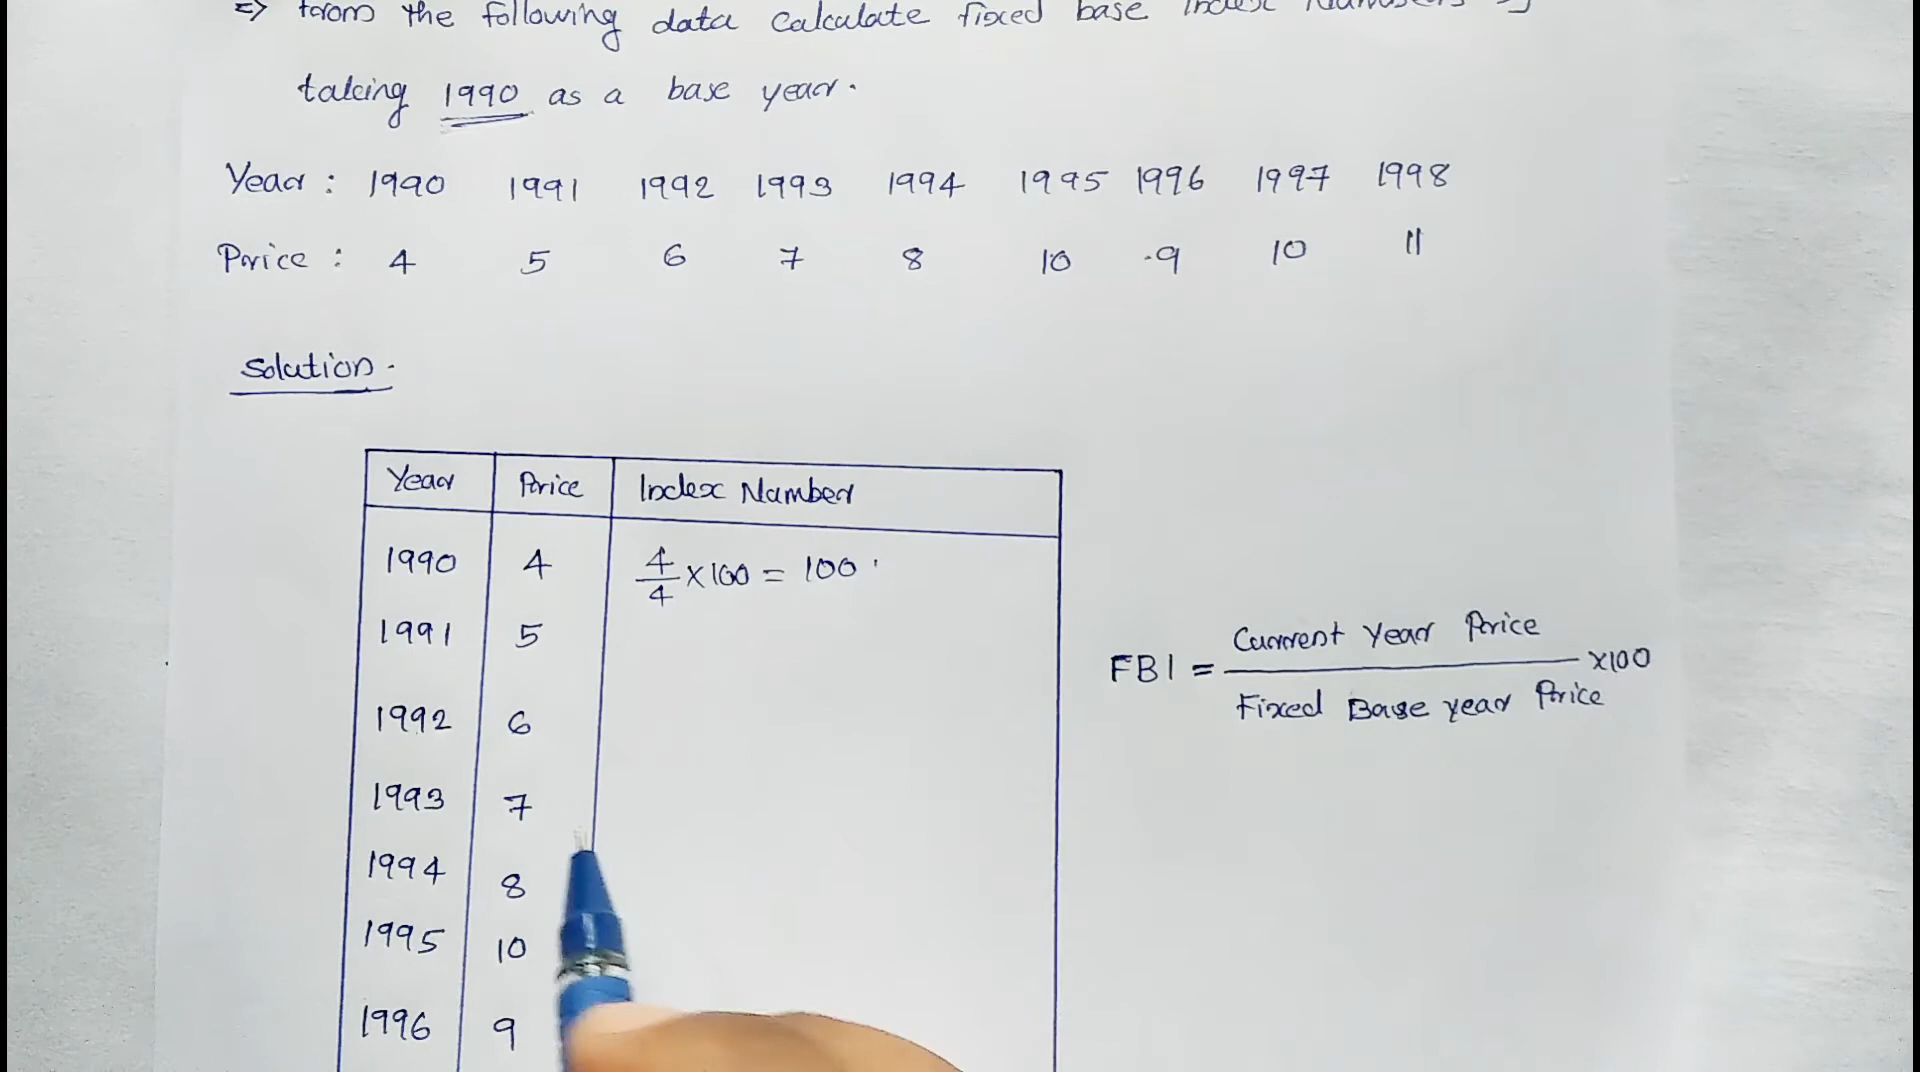 => From the following data calculate fixed base Index Numbers by
taking 1990 as a base year.
Year : 1990 1991 1992 1993 1994 1995 1996 1997 1998
Price : 4 5 6 7 8 10 9 10 11
Solution.
Year Price Index Number
1990 4 4/4 x 100 = 100
1991 5
1992 6
1993 7
1994 8
1995 10
1996 9
FBI = Current Year Price / Fixed Base year Price x100